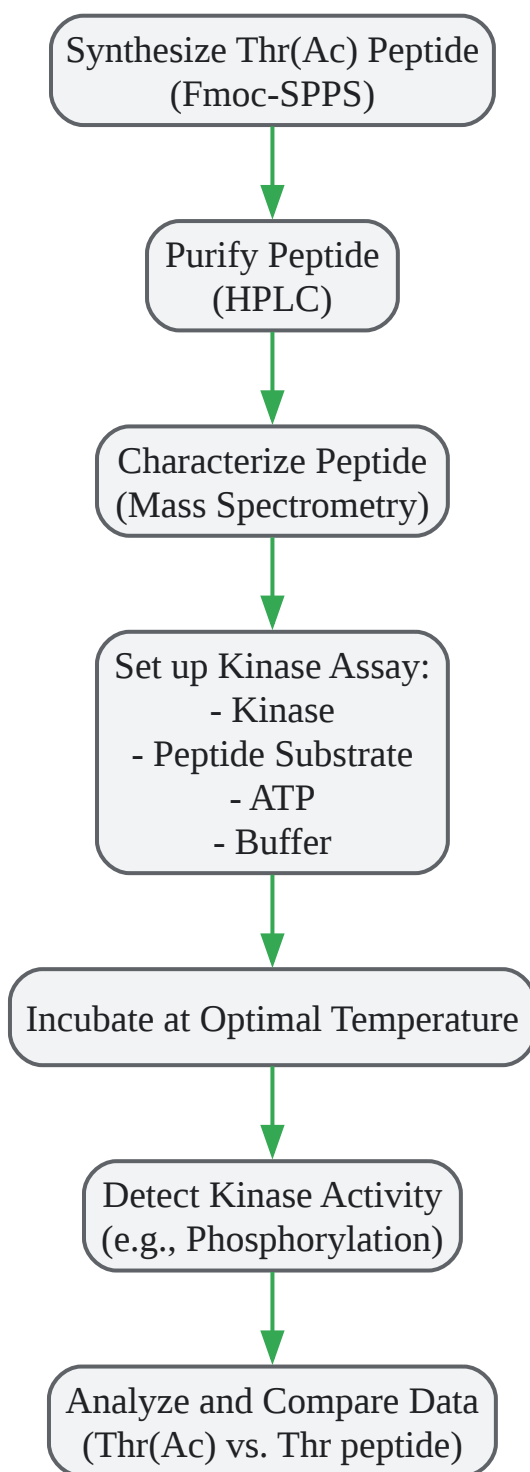 Synthesize Thr(Ac) Peptide
(Fmoc-SPPS)
Purify Peptide
(HPLC)
Characterize Peptide
(Mass Spectrometry)
Set up Kinase Assay:
- Kinase
- Peptide Substrate
- ATP
- Buffer
Incubate at Optimal Temperature
Detect Kinase Activity
(e.g., Phosphorylation)
Analyze and Compare Data
(Thr(Ac) vs. Thr peptide)